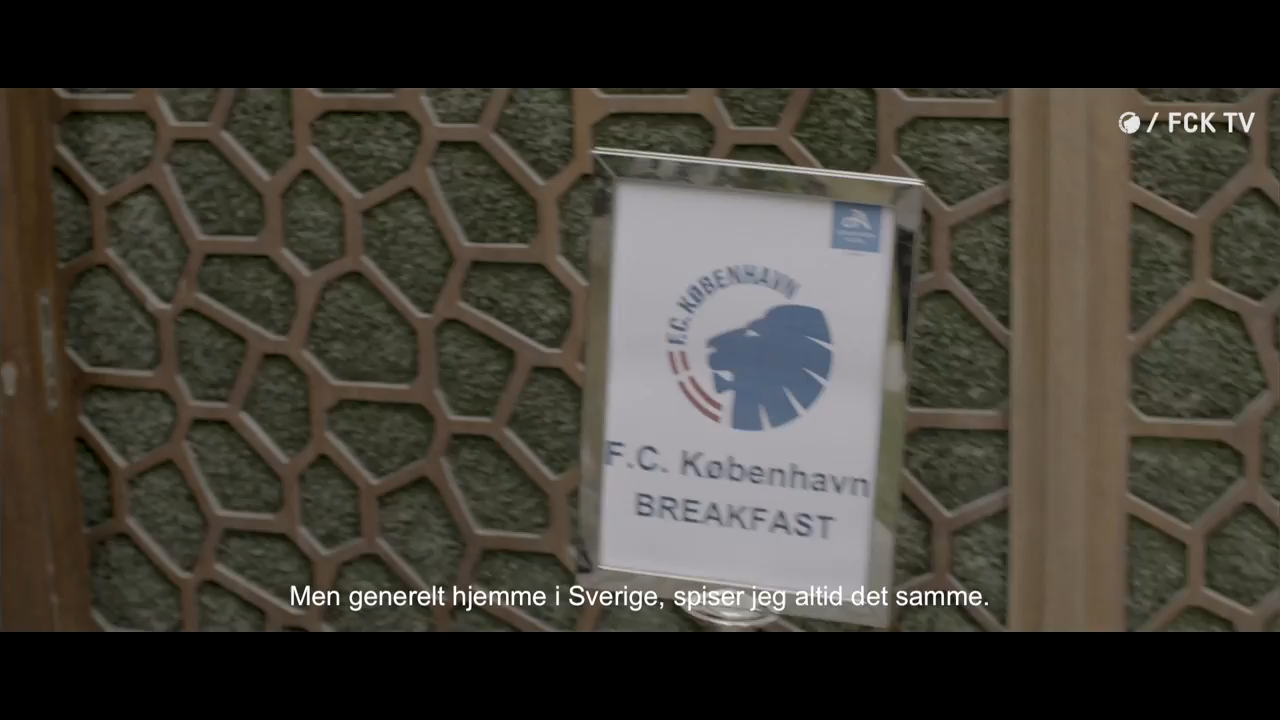 / FCK TV
F.C. KØBENHAVN
F.C. København
BREAKFAST
Men generelt hjemme i Sverige, spiser jeg altid det samme.